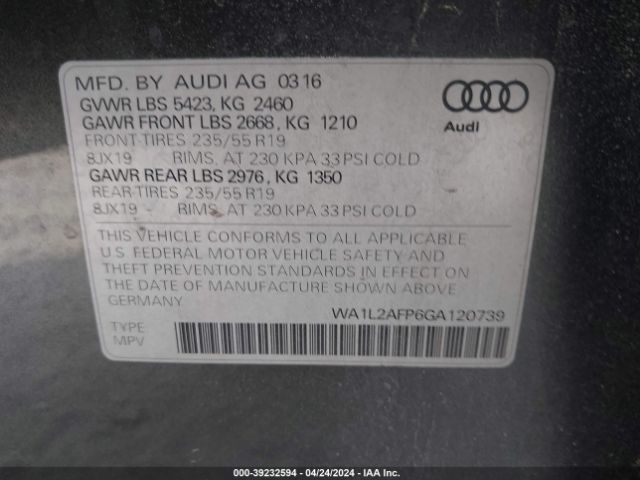 MFD. BY AUDI AG 03 16
GVWR LBS 5423, KG 2460
GAWR FRONT LBS 2668, KG 1210
FRONT-TIRES 235/55 R19
8JX19 RIMS, AT 230 KPA 33 PSI COLD
GAWR REAR LBS 2976, KG 1350
REAR-TIRES 235/55 R19
8JX19 RIMS, AT 230 KPA 33 PSI COLD
Audi
THIS VEHICLE CONFORMS TO ALL APPLICABLE
U.S. FEDERAL MOTOR VEHICLE SAFETY AND
THEFT PREVENTION STANDARDS IN EFFECT ON
THE DATE OF MANUFACTURE SHOWN ABOVE
GERMANY
WA1L2AFP6GA120739
TYPE
MPV
000-39232594 - 04/24/2024 - IAA Inc.